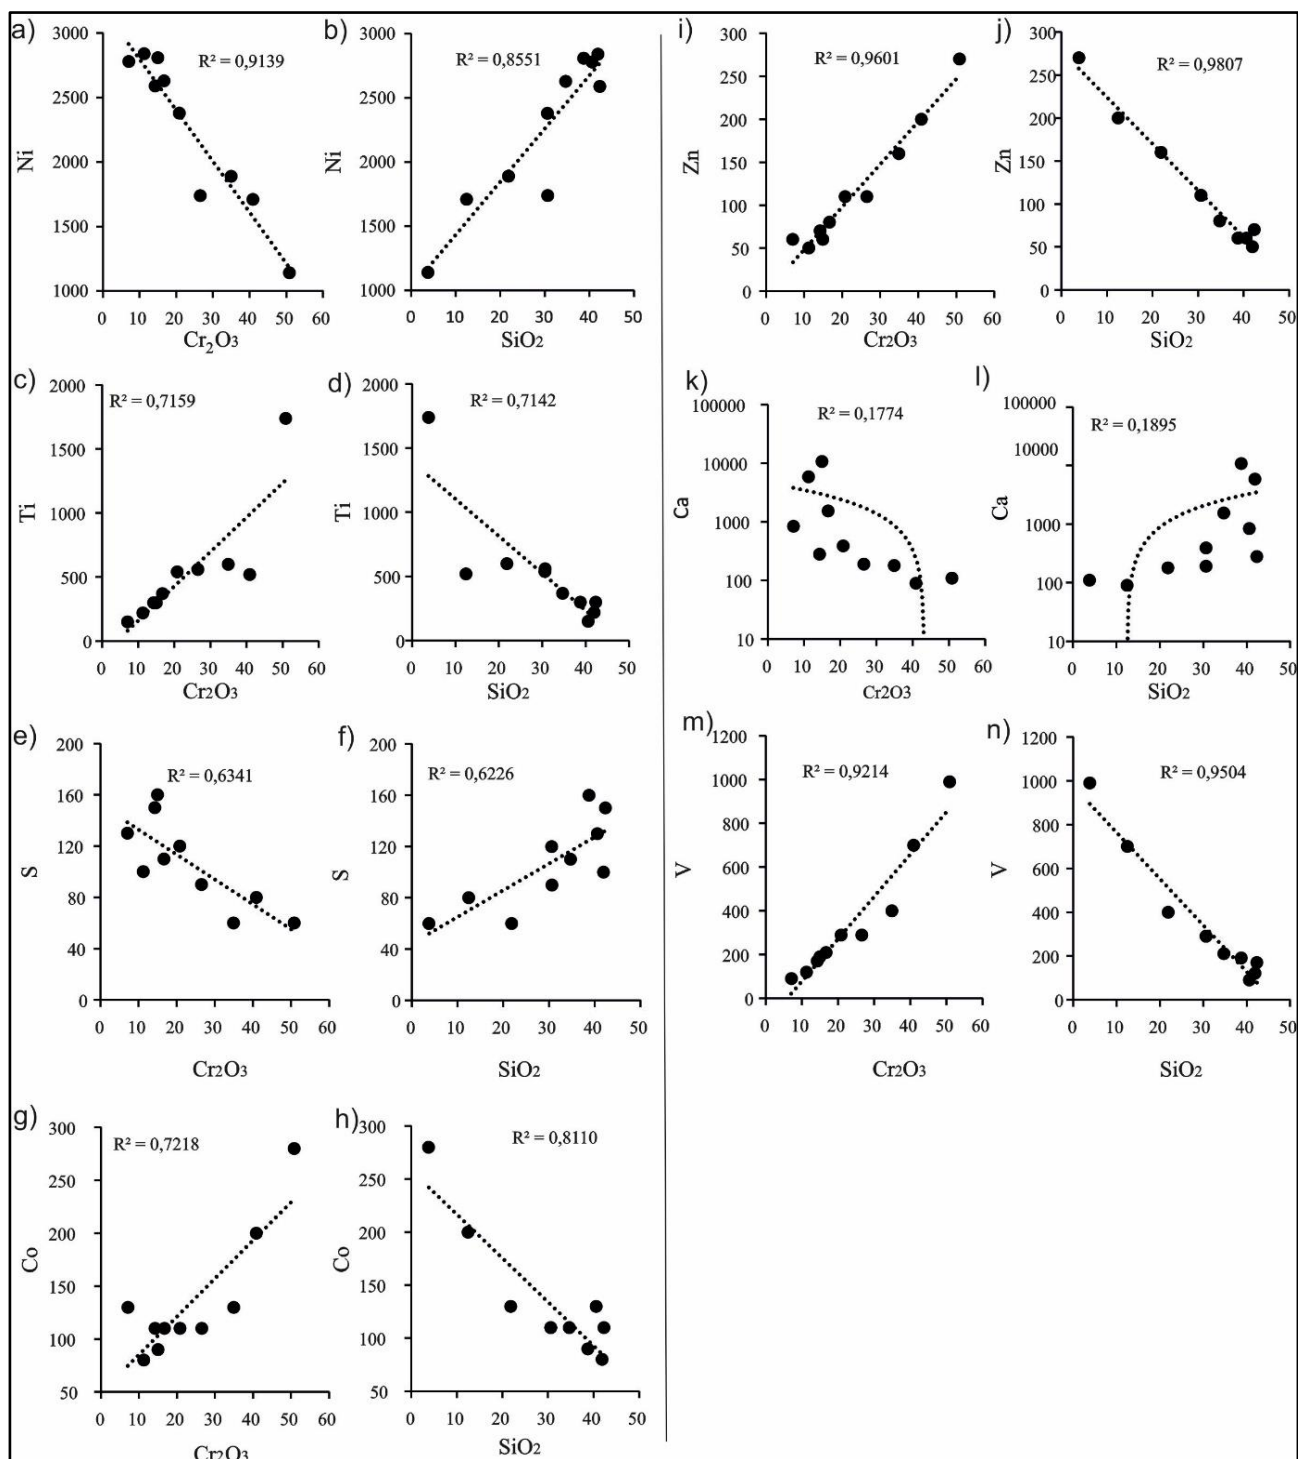 a)
3000
2500
2000
1500
1000
Ni
R² = 0,9139
0 10 20 30 40 50 60
Cr₂O₃
b)
3000
2500
2000
1500
1000
Ni
R² = 0,8551
0 10 20 30 40 50
SiO₂
i)
300
250
200
150
100
50
0
Zn
R² = 0,9601
0 10 20 30 40 50 60
Cr₂O₃
j)
300
250
200
150
100
50
0
Zn
R² = 0,9807
0 10 20 30 40 50
SiO₂
c)
2000
1500
1000
500
0
Ti
R² = 0,7159
0 10 20 30 40 50 60
Cr₂O₃
d)
2000
1500
1000
500
0
Ti
R² = 0,7142
0 10 20 30 40 50
SiO₂
k)
100000
10000
1000
100
10
Ca
R² = 0,1774
0 10 20 30 40 50 60
Cr₂O₃
l)
100000
10000
1000
100
10
Ca
R² = 0,1895
0 10 20 30 40 50
SiO₂
e)
200
160
120
80
40
0
S
R² = 0,6341
0 10 20 30 40 50 60
Cr₂O₃
f)
200
160
120
80
40
0
S
R² = 0,6226
0 10 20 30 40 50
SiO₂
m)
1200
1000
800
600
400
200
0
V
R² = 0,9214
0 10 20 30 40 50 60
Cr₂O₃
n)
1200
1000
800
600
400
200
0
V
R² = 0,9504
0 10 20 30 40 50
SiO₂
g)
300
250
200
150
100
50
Co
R² = 0,7218
0 10 20 30 40 50 60
Cr₂O₃
h)
300
250
200
150
100
50
Co
R² = 0,8110
0 10 20 30 40 50
SiO₂